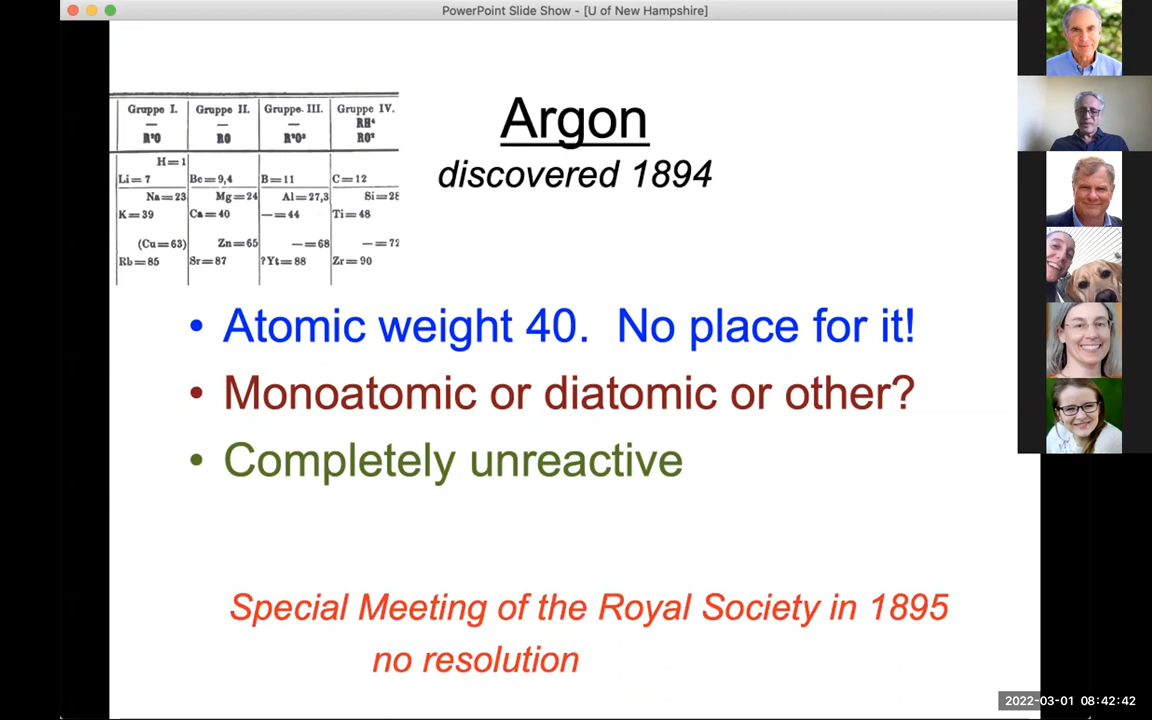 PowerPoint Slide Show - [U of New Hampshire]
Gruppe I. Gruppe II. Gruppe. III. Gruppe IV.
— — — RH⁴
R²O RO R²O³ RO²
H=1
Li=7 Be=9,4 B=11 C=12
Na=23 Mg=24 Al=27,3 Si=28
K=39 Ca=40 —=44 Ti=48
(Cu=63) Zn=65 —=68 —=72
Rb=85 Sr=87 ?Yt=88 Zr=90
Argon
discovered 1894
• Atomic weight 40. No place for it!
• Monoatomic or diatomic or other?
• Completely unreactive
Special Meeting of the Royal Society in 1895
no resolution
2022-03-01 08:42:42